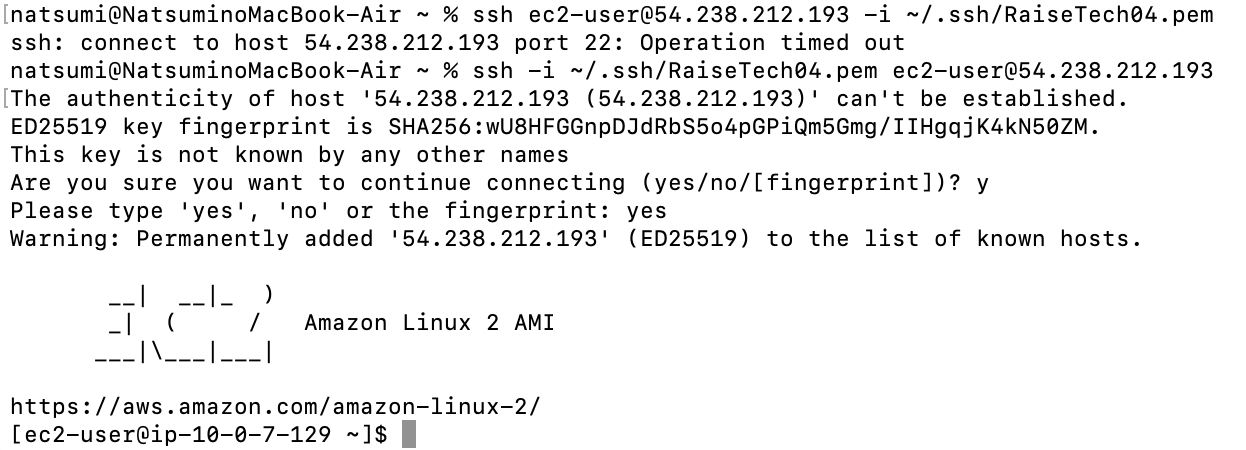 [natsumi@NatsuminoMacBook-Air ~ % ssh ec2-user@54.238.212.193 -i ~/.ssh/RaiseTech04.pem
ssh: connect to host 54.238.212.193 port 22: Operation timed out
natsumi@NatsuminoMacBook-Air ~ % ssh -i ~/.ssh/RaiseTech04.pem ec2-user@54.238.212.193
[The authenticity of host '54.238.212.193 (54.238.212.193)' can't be established.
ED25519 key fingerprint is SHA256:wU8HFGGnpDJdRbS5o4pGPiQm5Gmg/IIHgqjK4kN50ZM.
This key is not known by any other names
Are you sure you want to continue connecting (yes/no/[fingerprint])? y
Please type 'yes', 'no' or the fingerprint: yes
Warning: Permanently added '54.238.212.193' (ED25519) to the list of known hosts.

       __|  __|_  )
       _|  (     /   Amazon Linux 2 AMI
      ___|\___|___|

https://aws.amazon.com/amazon-linux-2/
[ec2-user@ip-10-0-7-129 ~]$